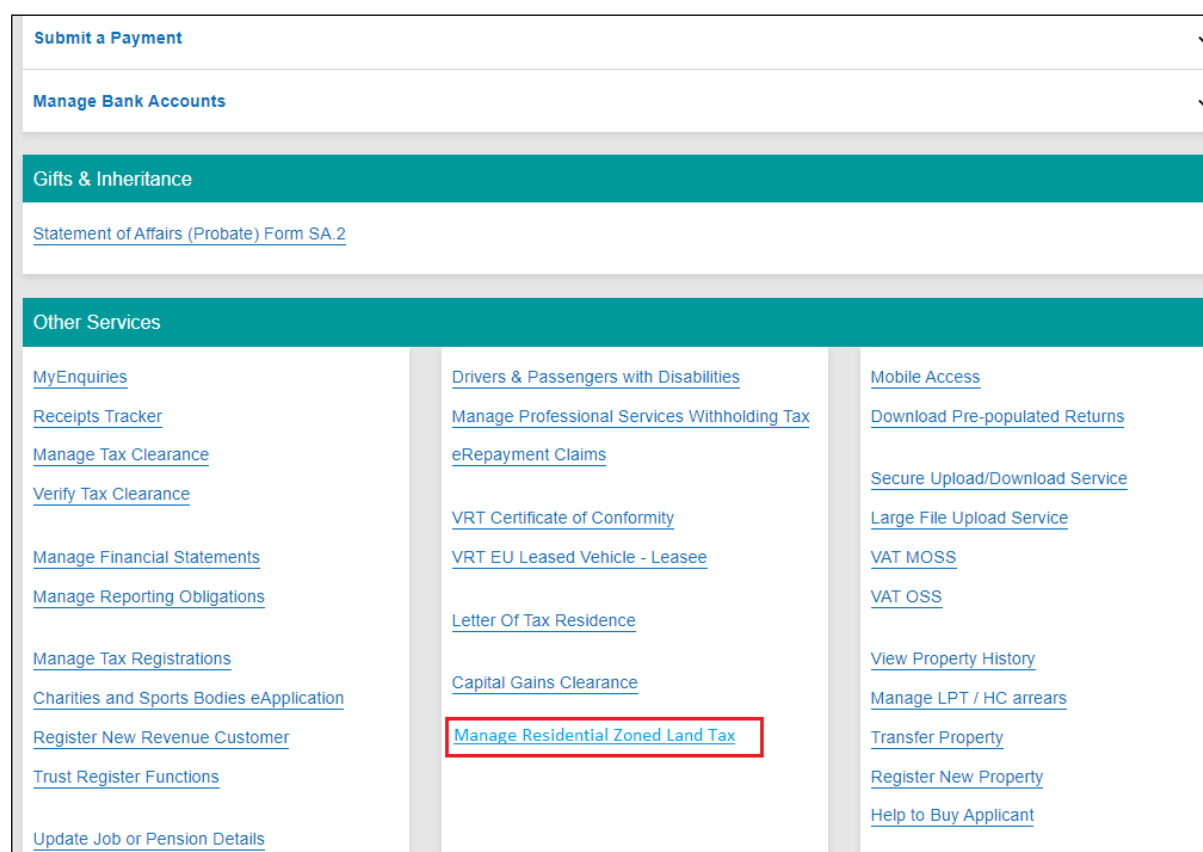 Submit a Payment
Manage Bank Accounts
Gifts & Inheritance
Statement of Affairs (Probate) Form SA.2
Other Services
MyEnquiries
Receipts Tracker
Manage Tax Clearance
Verify Tax Clearance
Manage Financial Statements
Manage Reporting Obligations
Manage Tax Registrations
Charities and Sports Bodies eApplication
Register New Revenue Customer
Trust Register Functions
Update Job or Pension Details
Drivers & Passengers with Disabilities
Manage Professional Services Withholding Tax
eRepayment Claims
VRT Certificate of Conformity
VRT EU Leased Vehicle - Leasee
Letter Of Tax Residence
Capital Gains Clearance
Manage Residential Zoned Land Tax
Mobile Access
Download Pre-populated Returns
Secure Upload/Download Service
Large File Upload Service
VAT MOSS
VAT OSS
View Property History
Manage LPT / HC arrears
Transfer Property
Register New Property
Help to Buy Applicant